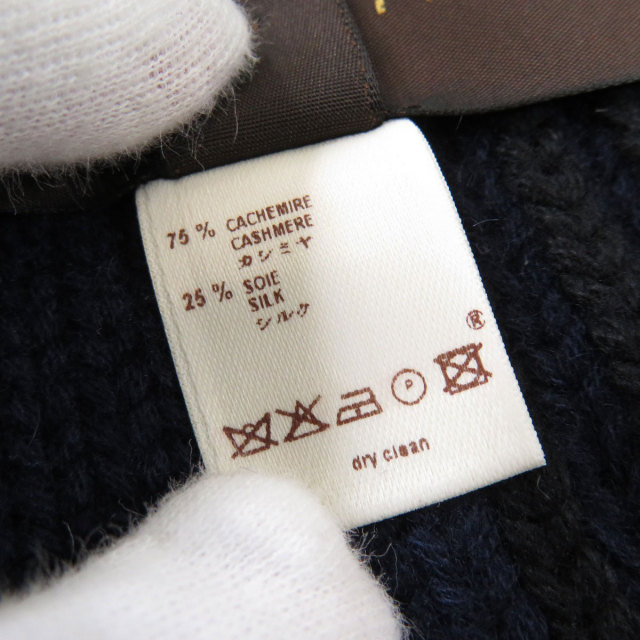 75 % CACHEMIRE
CASHMERE
カシミヤ
25 % SOIE
SILK
シルク
®
P
dry clean